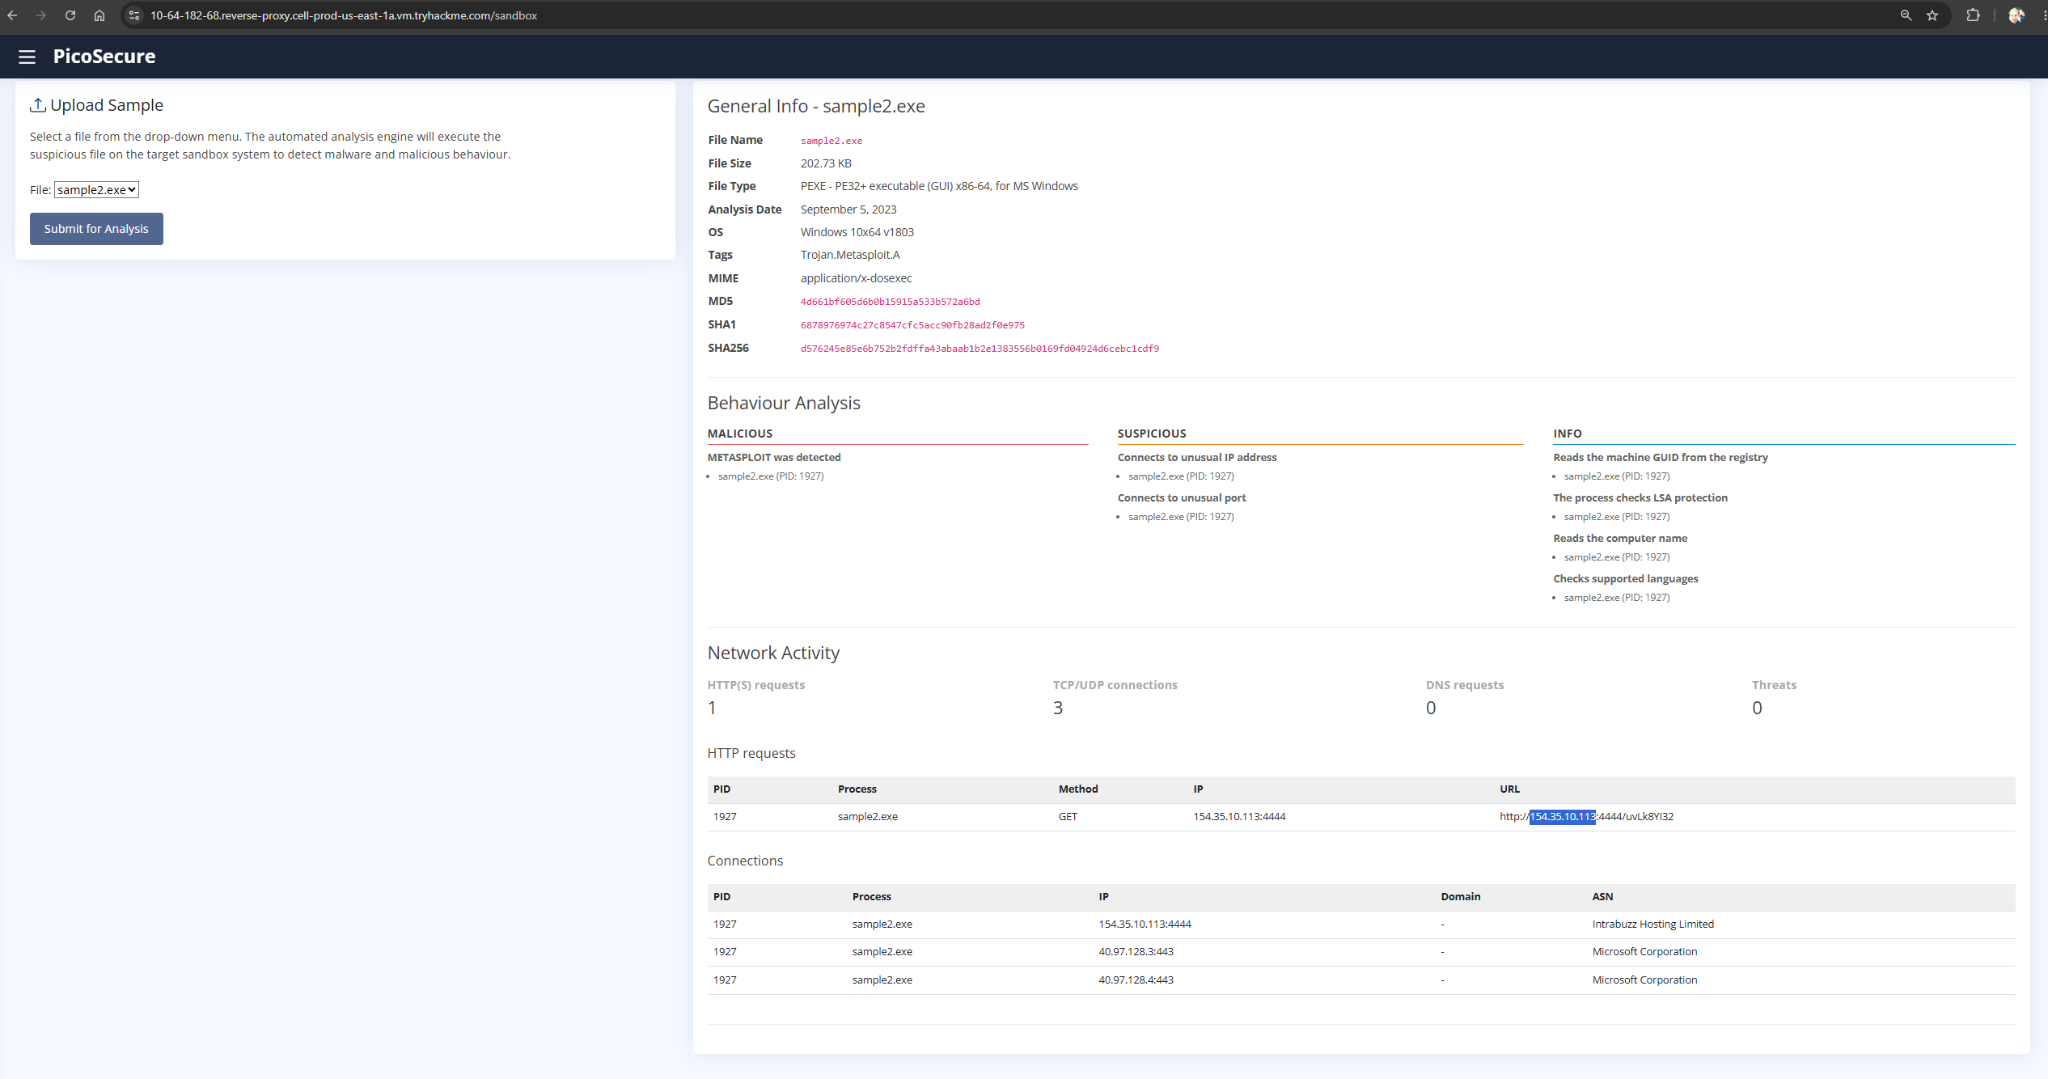 10-64-182-68.reverse-proxy.cell-prod-us-east-1a.vm.tryhackme.com/sandbox
PicoSecure
Upload Sample
Select a file from the drop-down menu. The automated analysis engine will execute the
suspicious file on the target sandbox system to detect malware and malicious behaviour.
File: sample2.exe
Submit for Analysis
General Info - sample2.exe
File Name sample2.exe
File Size 202.73 KB
File Type PEXE - PE32+ executable (GUI) x86-64, for MS Windows
Analysis Date September 5, 2023
OS Windows 10x64 v1803
Tags Trojan.Metasploit.A
MIME application/x-dosexec
MD5 4d661bf605d6b0b15915a533b572a6bd
SHA1 6878976974c27c8547cfc5acc90fb28ad2f0e975
SHA256 d576245e85e6b752b2fdffa43abaab1b2e1383556b0169fd04924d6cebc1cdf9
Behaviour Analysis
MALICIOUS SUSPICIOUS INFO
METASPLOIT was detected Connects to unusual IP address Reads the machine GUID from the registry
• sample2.exe (PID: 1927) • sample2.exe (PID: 1927) • sample2.exe (PID: 1927)
Connects to unusual port The process checks LSA protection
• sample2.exe (PID: 1927) • sample2.exe (PID: 1927)
Reads the computer name
• sample2.exe (PID: 1927)
Checks supported languages
• sample2.exe (PID: 1927)
Network Activity
HTTP(S) requests TCP/UDP connections DNS requests Threats
1 3 0 0
HTTP requests
PID Process Method IP URL
1927 sample2.exe GET 154.35.10.113:4444 http://154.35.10.113:4444/uvLk8YI32
Connections
PID Process IP Domain ASN
1927 sample2.exe 154.35.10.113:4444 - Intrabuzz Hosting Limited
1927 sample2.exe 40.97.128.3:443 - Microsoft Corporation
1927 sample2.exe 40.97.128.4:443 - Microsoft Corporation